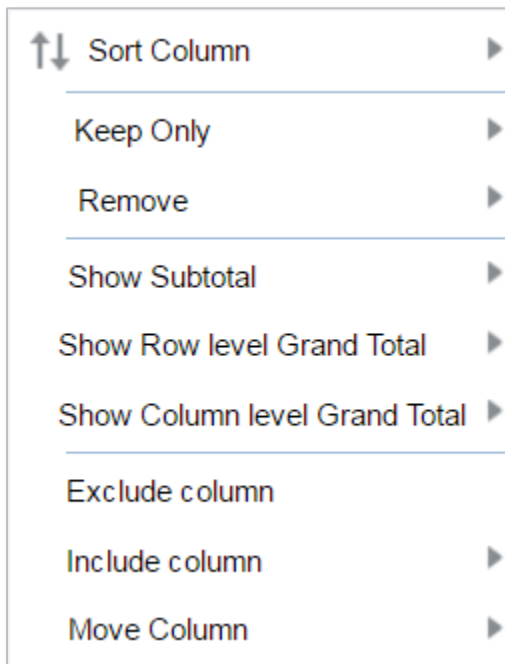 Sort Column
Keep Only
Remove
Show Subtotal
Show Row level Grand Total
Show Column level Grand Total
Exclude column
Include column
Move Column